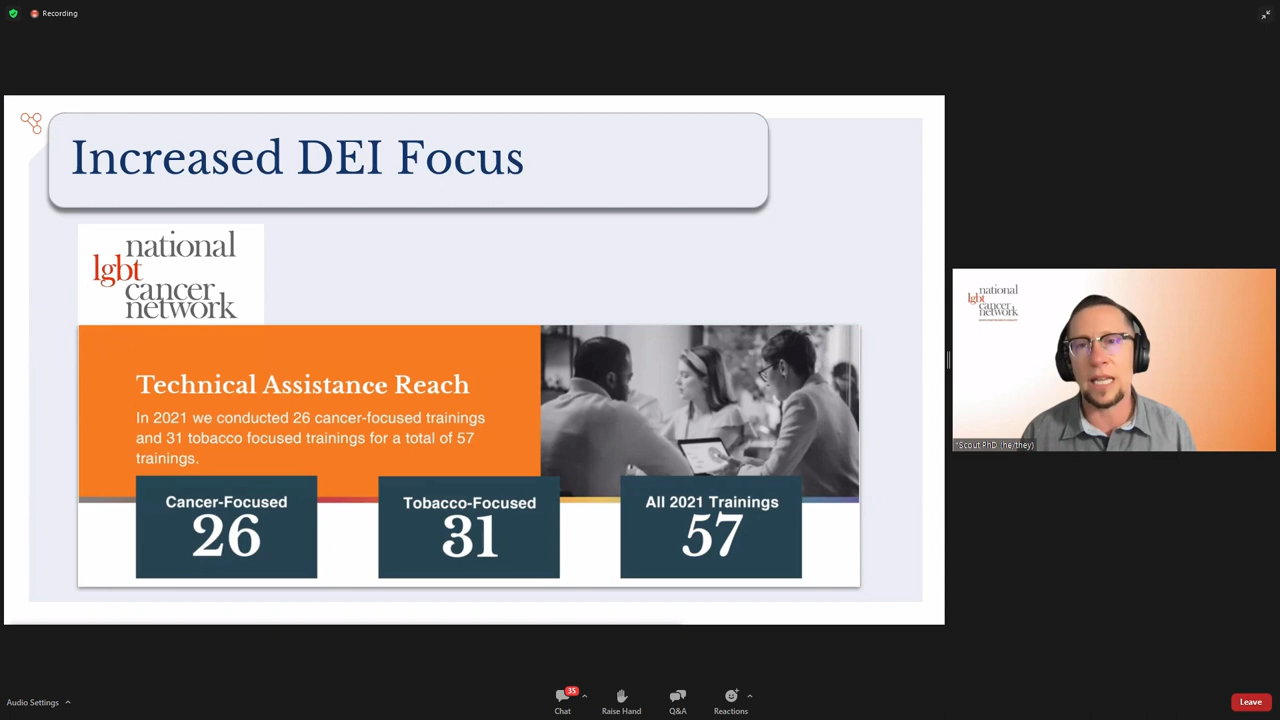 Recording
Increased DEI Focus
national
lgbt
cancer
network
Technical Assistance Reach
In 2021 we conducted 26 cancer-focused trainings
and 31 tobacco focused trainings for a total of 57
trainings.
Cancer-Focused
26
Tobacco-Focused
31
All 2021 Trainings
57
national
lgbt
cancer
network
*Scout PhD (he/they)
Audio Settings
35
Chat
Raise Hand
Q&A
Reactions
Leave